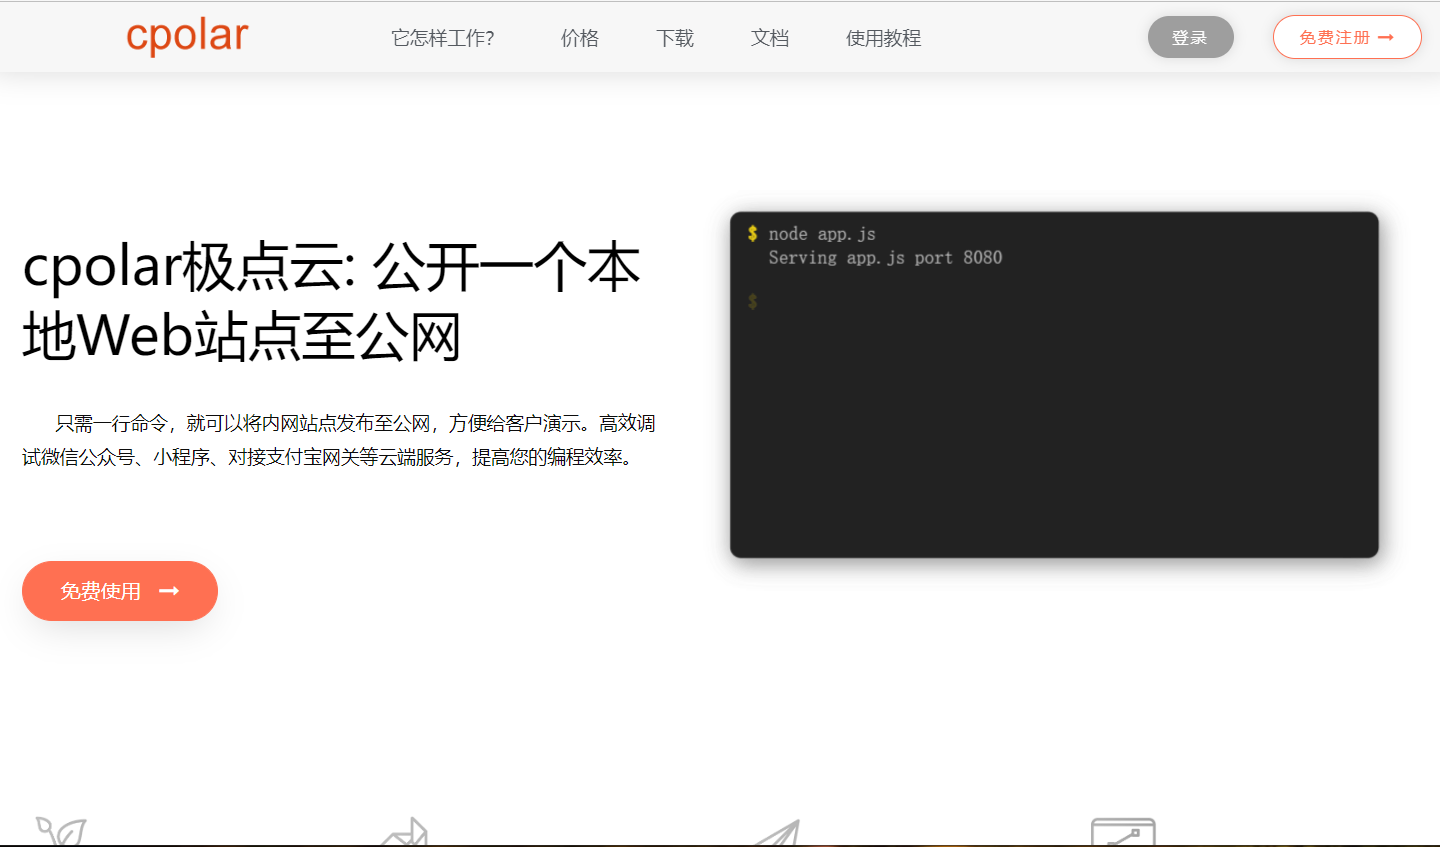 cpolar
它怎样工作?
价格
下载
文档
使用教程
登录
免费注册
cpolar极点云: 公开一个本
地Web站点至公网
只需一行命令，就可以将内网站点发布至公网，方便给客户演示。高效调
试微信公众号、小程序、对接支付宝网关等云端服务，提高您的编程效率。
免费使用
$ node app.js
Serving app.js port 8080
$